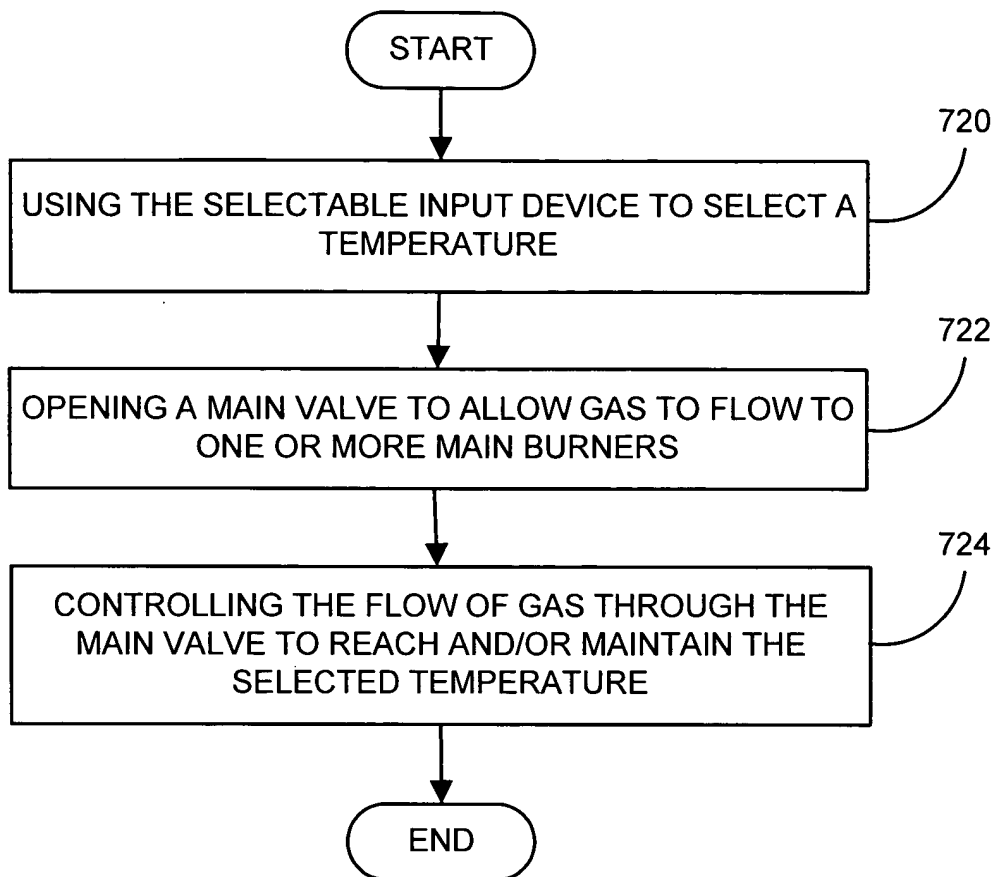 START
720
USING THE SELECTABLE INPUT DEVICE TO SELECT A
TEMPERATURE
722
OPENING A MAIN VALVE TO ALLOW GAS TO FLOW TO
ONE OR MORE MAIN BURNERS
724
CONTROLLING THE FLOW OF GAS THROUGH THE
MAIN VALVE TO REACH AND/OR MAINTAIN THE
SELECTED TEMPERATURE
END